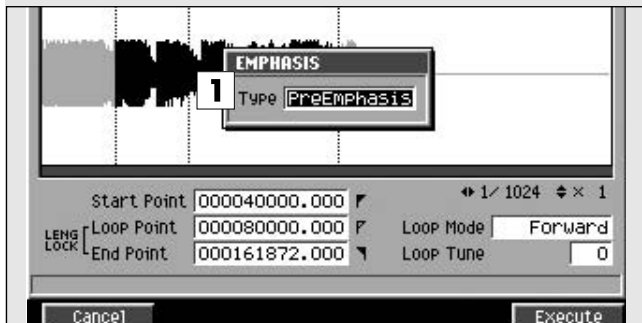 EMPHASIS
1
Type PreEmphasis
1/ 1024 × 1
Start Point 000040000.000
LENG LOCK
Loop Point 000080000.000 Loop Mode Forward
End Point 000161872.000 Loop Tune 0
Cancel Execute